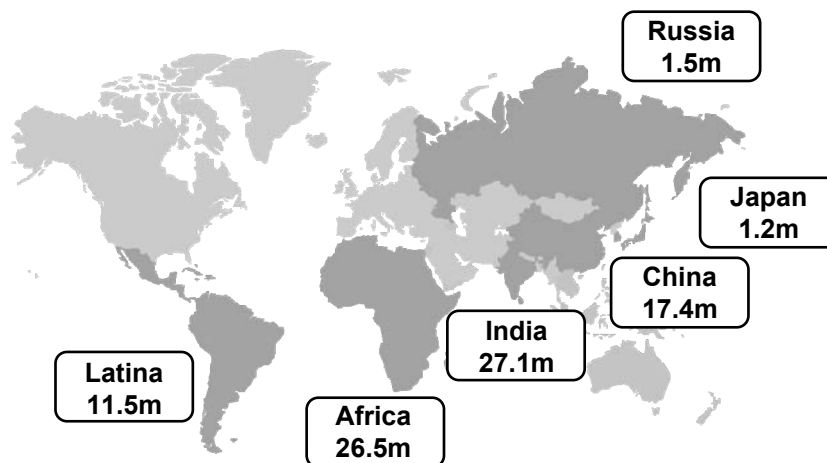 Russia
1.5m
Japan
1.2m
China
17.4m
India
27.1m
Latina
11.5m
Africa
26.5m